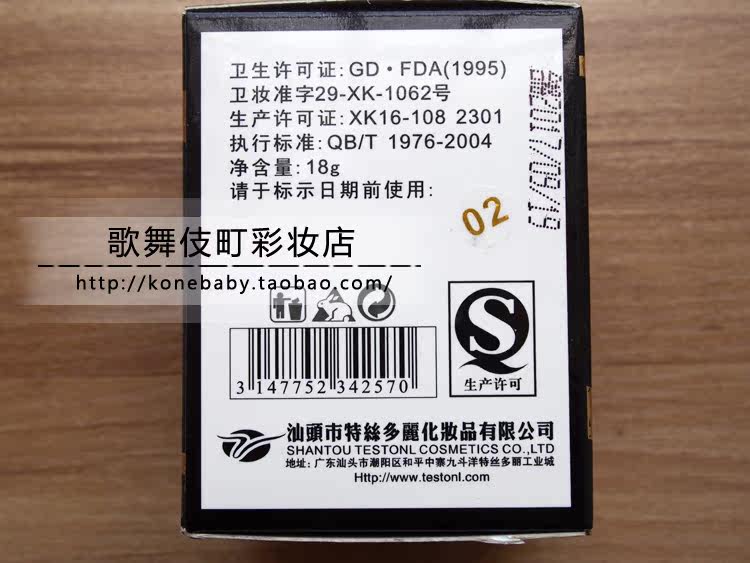 卫生许可证: GD·FDA(1995)
卫妆准字29-XK-1062号
生产许可证: XK16-108 2301
执行标准: QB/T 1976-2004
净含量: 18g
请于标示日期前使用:
2017/09/19
02
歌舞伎町彩妆店
http://konebaby.taobao.com/
S
生产许可
3 147752 342570
汕頭市特絲多麗化妝品有限公司
SHANTOU TESTONL COSMETICS CO.,LTD
地址: 广东汕头市潮阳区和平中寨九斗洋特丝多丽工业城
Http://www.testonl.com